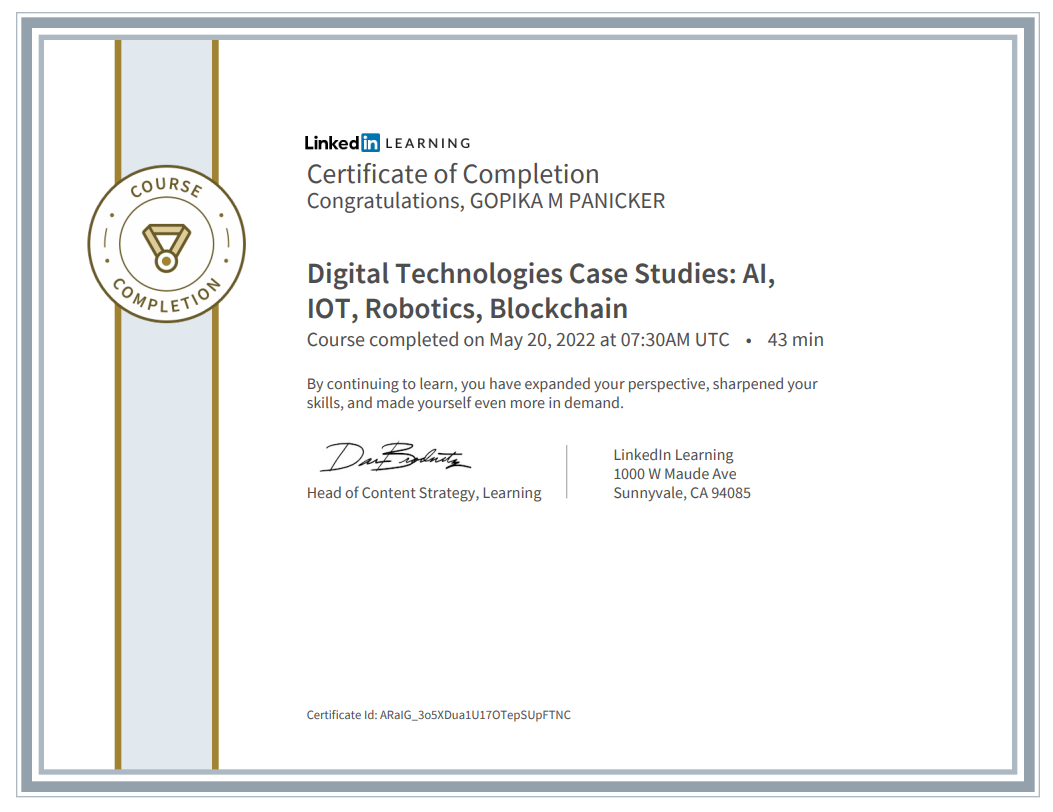 LinkedIn LEARNING
Certificate of Completion
Congratulations, GOPIKA M PANICKER
COURSE
COMPLETION
Digital Technologies Case Studies: AI,
IOT, Robotics, Blockchain
Course completed on May 20, 2022 at 07:30AM UTC • 43 min
By continuing to learn, you have expanded your perspective, sharpened your
skills, and made yourself even more in demand.
Head of Content Strategy, Learning
LinkedIn Learning
1000 W Maude Ave
Sunnyvale, CA 94085
Certificate Id: ARaIG_3o5XDua1U17OTepSUpFTNC